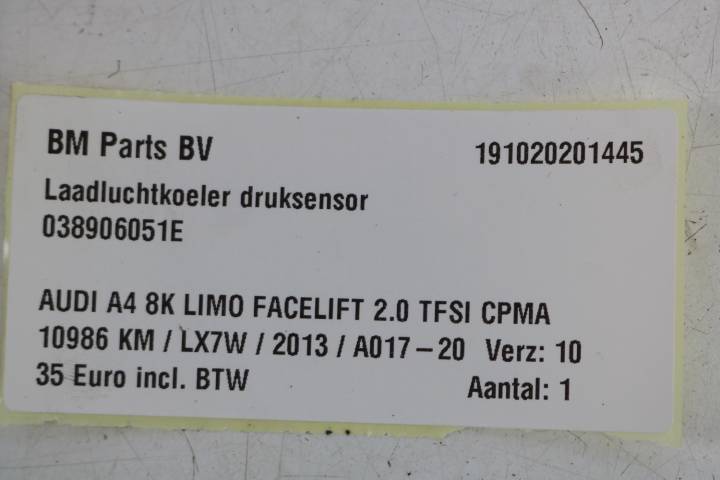 BM Parts BV 191020201445
Laadluchtkoeler druksensor
038906051E
AUDI A4 8K LIMO FACELIFT 2.0 TFSI CPMA
10986 KM / LX7W / 2013 / A017-20 Verz: 10
35 Euro incl. BTW Aantal: 1